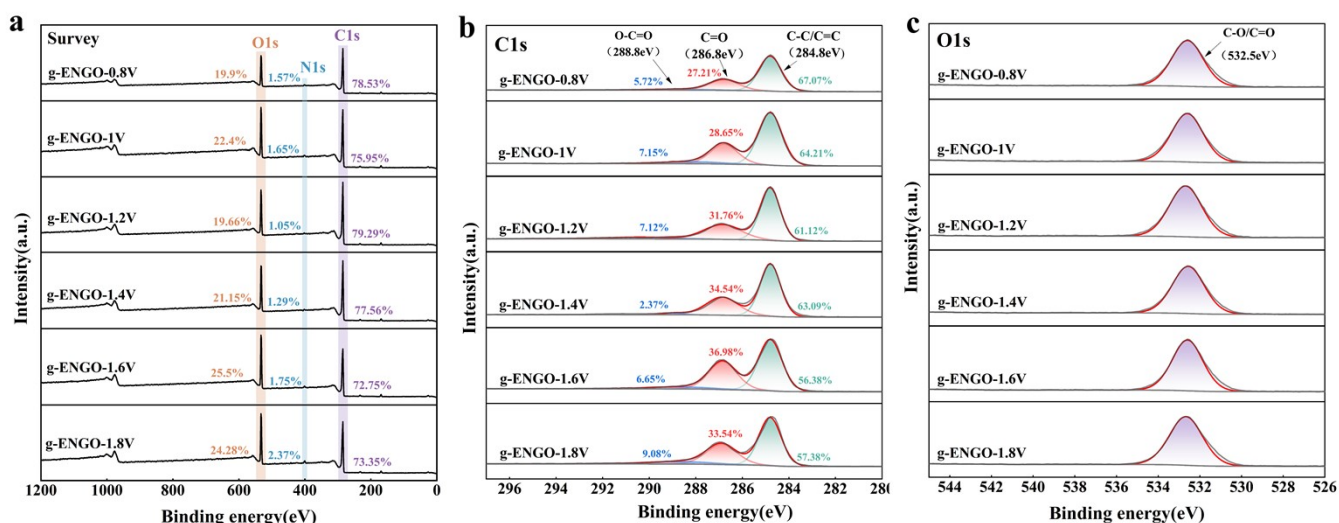 a
Survey
O1s
N1s
C1s
g-ENGO-0.8V
19.9%
1.57%
78.53%
g-ENGO-1V
22.4%
1.65%
75.95%
g-ENGO-1.2V
19.66%
1.05%
79.29%
g-ENGO-1.4V
21.15%
1.29%
77.56%
g-ENGO-1.6V
25.5%
1.75%
72.75%
g-ENGO-1.8V
24.28%
2.37%
73.35%
1200 1000 800 600 400 200 0
Binding energy(eV)
Intensity(a.u.)
b
C1s
O-C=O
(288.8eV)
C=O
(286.8eV)
C-C/C=C
(284.8eV)
g-ENGO-0.8V
5.72%
27.21%
67.07%
g-ENGO-1V
7.15%
28.65%
64.21%
g-ENGO-1.2V
7.12%
31.76%
61.12%
g-ENGO-1.4V
2.37%
34.54%
63.09%
g-ENGO-1.6V
6.65%
36.98%
56.38%
g-ENGO-1.8V
9.08%
33.54%
57.38%
296 294 292 290 288 286 284 282 280
Binding energy(eV)
Intensity(a.u.)
c
O1s
C-O/C=O
(532.5eV)
g-ENGO-0.8V
g-ENGO-1V
g-ENGO-1.2V
g-ENGO-1.4V
g-ENGO-1.6V
g-ENGO-1.8V
544 542 540 538 536 534 532 530 528 526
Binding energy(eV)
Intensity(a.u.)